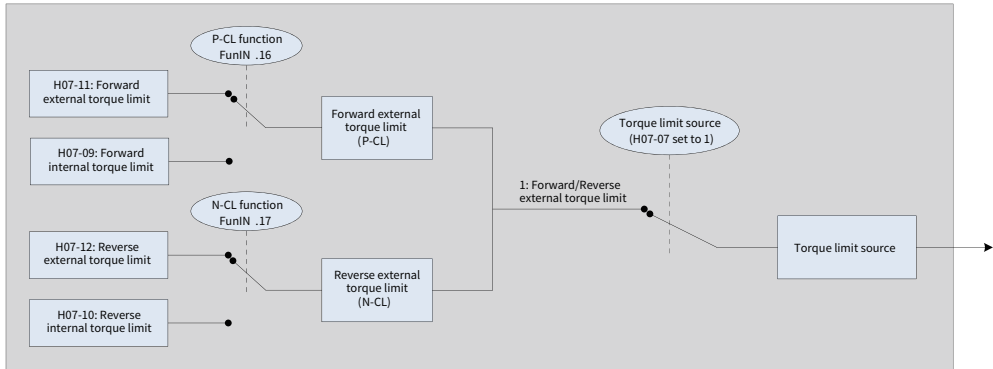 P-CL function
FunIN .16
H07-11: Forward
external torque limit
Forward external
torque limit
(P-CL)
H07-09: Forward
internal torque limit
Torque limit source
(H07-07 set to 1)
1: Forward/Reverse
external torque limit
N-CL function
FunIN .17
H07-12: Reverse
external torque limit
Reverse external
torque limit
(N-CL)
H07-10: Reverse
internal torque limit
Torque limit source